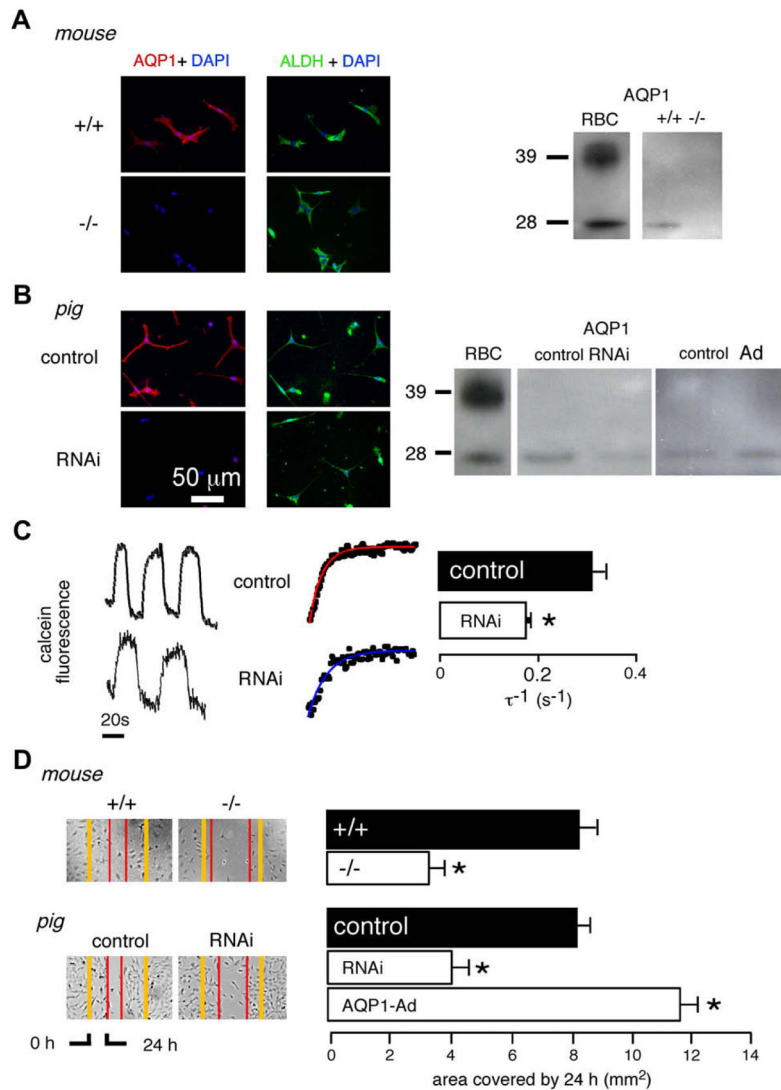 A
mouse
AQP1+ DAPI
ALDH + DAPI
+/+
-/-
AQP1
RBC +/+ -/-
39
28
B
pig
control
RNAi
50 μm
AQP1
RBC control RNAi control Ad
39
28
C
calcein
fluorescence
20s
control
RNAi
control
RNAi *
0 0.2 0.4
τ-1 (s-1)
D
mouse
+/+ -/-
+/+
-/- *
pig
control RNAi
0 h 24 h
control
RNAi *
AQP1-Ad *
0 2 4 6 8 10 12 14
area covered by 24 h (mm2)